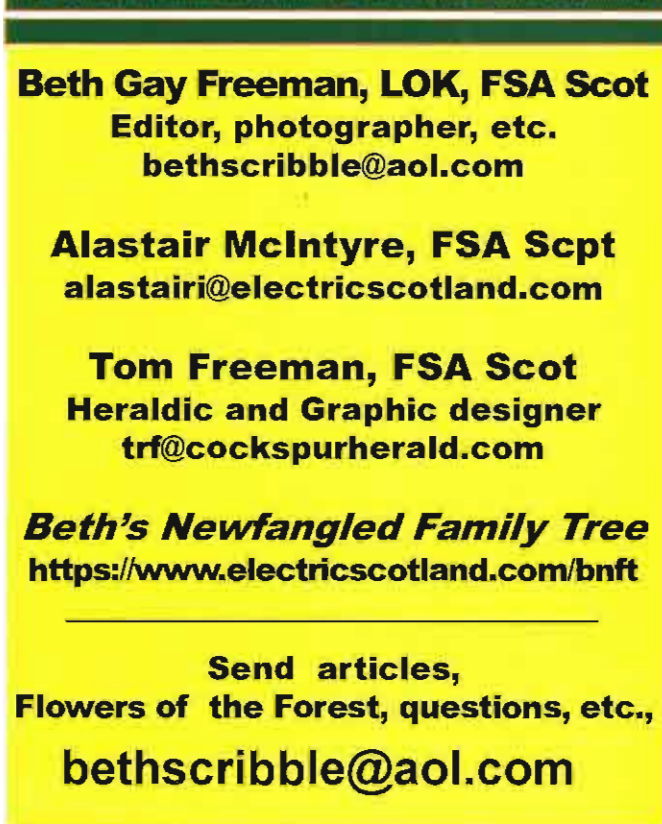 Beth Gay Freeman, LOK, FSA Scot
Editor, photographer, etc.
bethscribble@aol.com
Alastair McIntyre, FSA Scpt
alastairi@electricscotland.com
Tom Freeman, FSA Scot
Heraldic and Graphic designer
trf@cockspurherald.com
Beth's Newfangled Family Tree
https://www.electricscotland.com/bnft
Send articles,
Flowers of the Forest, questions, etc.,
bethscribble@aol.com